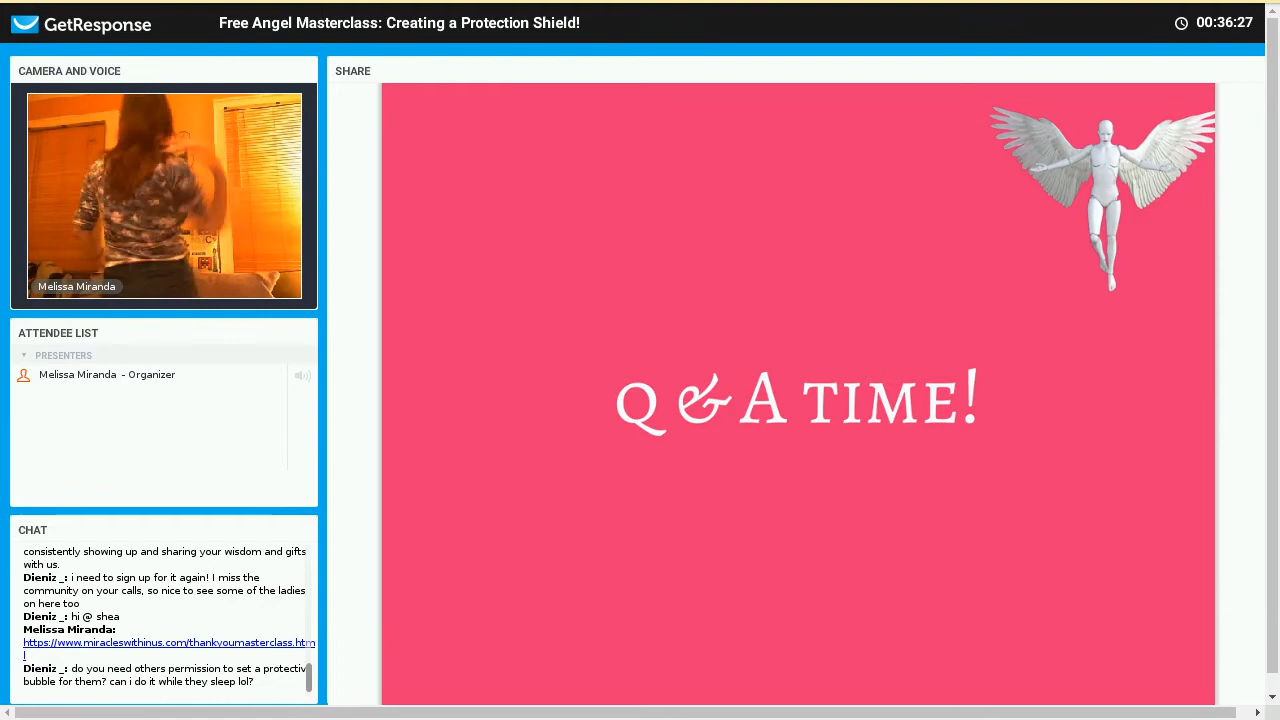 GetResponse
Free Angel Masterclass: Creating a Protection Shield!
00:36:27
CAMERA AND VOICE
Melissa Miranda
ATTENDEE LIST
PRESENTERS
Melissa Miranda - Organizer
CHAT
consistently showing up and sharing your wisdom and gifts
with us.
Dieniz _: i need to sign up for it again! I miss the
community on your calls, so nice to see some of the ladies
on here too
Dieniz _: hi @ shea
Melissa Miranda:
https://www.miracleswithinus.com/thankyoumasterclass.htm
l
Dieniz _: do you need others permission to set a protectiv
bubble for them? can i do it while they sleep lol?
SHARE
Q & A TIME!